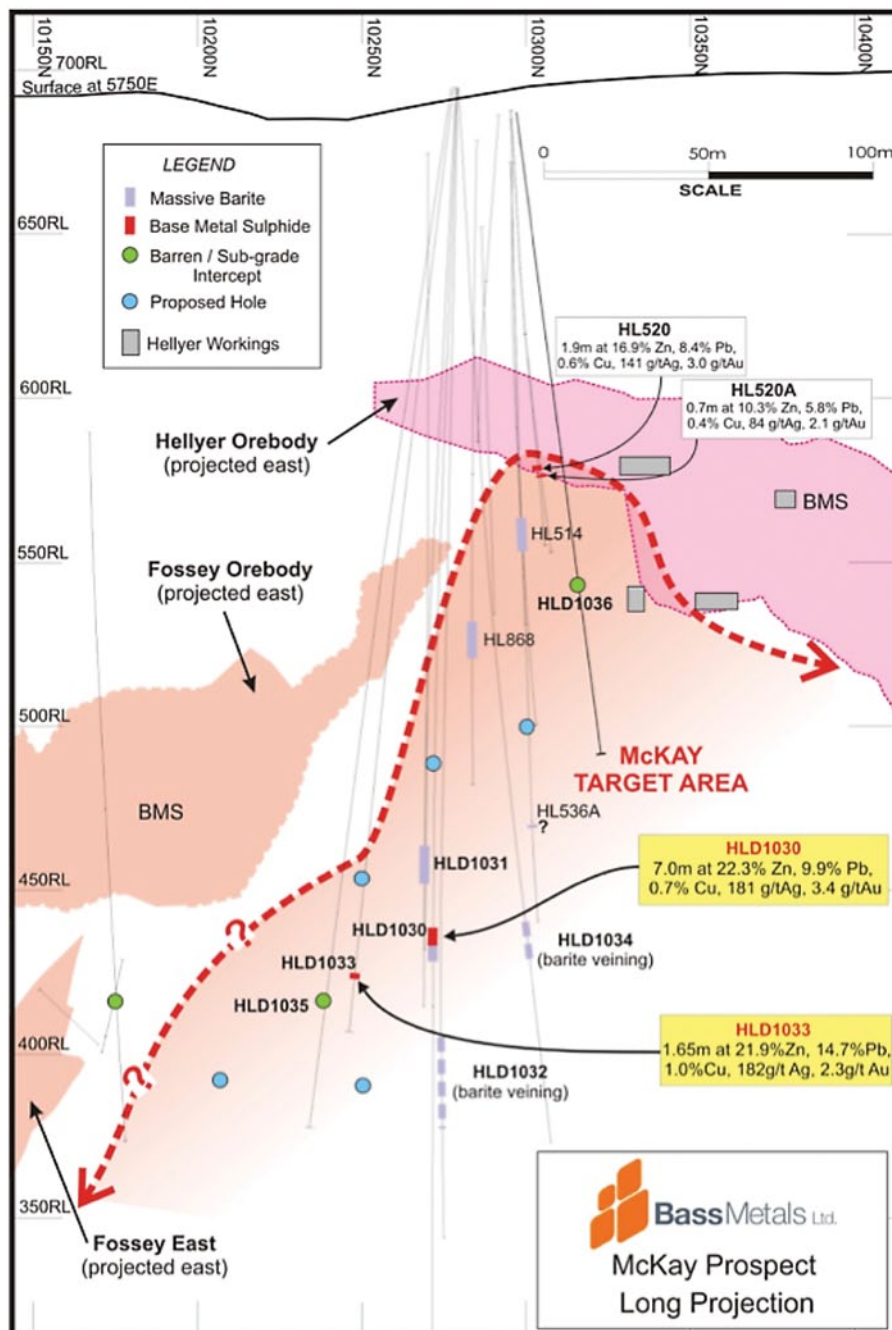 10150N
10200N
10250N
10300N
10350N
10400N
700RL
Surface at 5750E
LEGEND
Massive Barite
Base Metal Sulphide
Barren / Sub-grade
Intercept
Proposed Hole
Hellyer Workings
0
50m
100m
SCALE
650RL
HL520
1.9m at 16.9% Zn, 8.4% Pb,
0.6% Cu, 141 g/tAg, 3.0 g/tAu
HL520A
0.7m at 10.3% Zn, 5.8% Pb,
0.4% Cu, 84 g/tAg, 2.1 g/tAu
600RL
Hellyer Orebody
(projected east)
BMS
550RL
HL514
Fossey Orebody
(projected east)
HLD1036
HL868
500RL
McKAY
TARGET AREA
BMS
HL536A
?
HLD1030
7.0m at 22.3% Zn, 9.9% Pb,
0.7% Cu, 181 g/tAg, 3.4 g/tAu
450RL
HLD1031
?
HLD1030
HLD1034
(barite veining)
HLD1033
HLD1035
HLD1033
1.65m at 21.9%Zn, 14.7%Pb,
1.0%Cu, 182g/t Ag, 2.3g/t Au
400RL
?
HLD1032
(barite veining)
350RL
Fossey East
(projected east)
BassMetals Ltd.
McKay Prospect
Long Projection